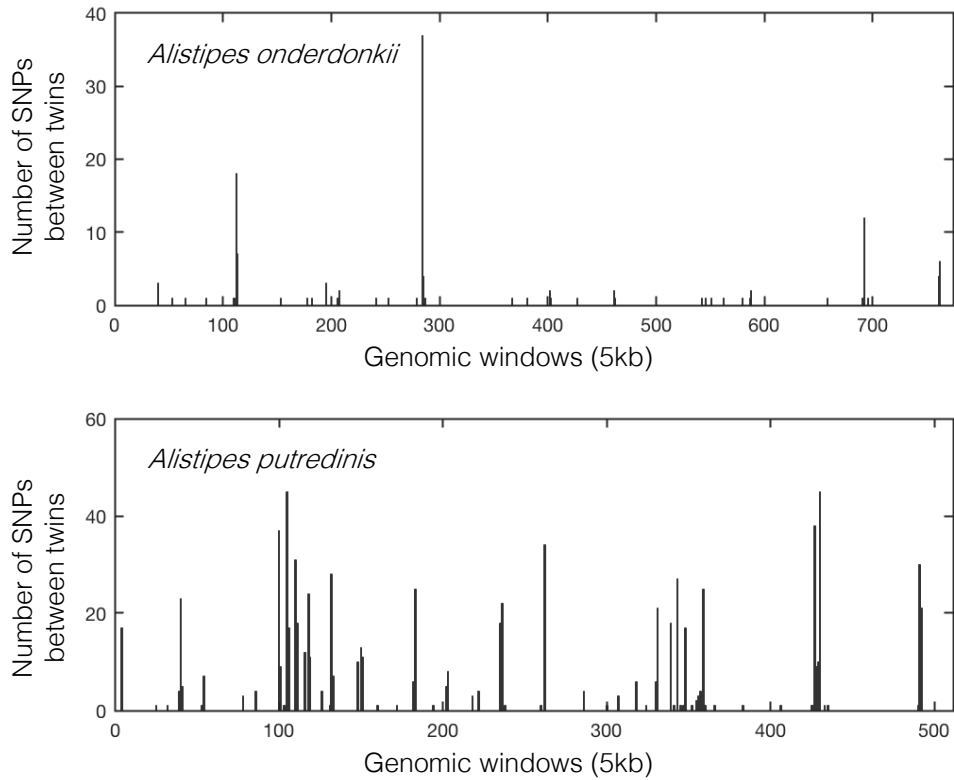 40
Alistipes onderdonkii
30
20
10
0
Number of SNPs
between twins
0 100 200 300 400 500 600 700
Genomic windows (5kb)
60
Alistipes putredinis
40
20
0
Number of SNPs
between twins
0 100 200 300 400 500
Genomic windows (5kb)